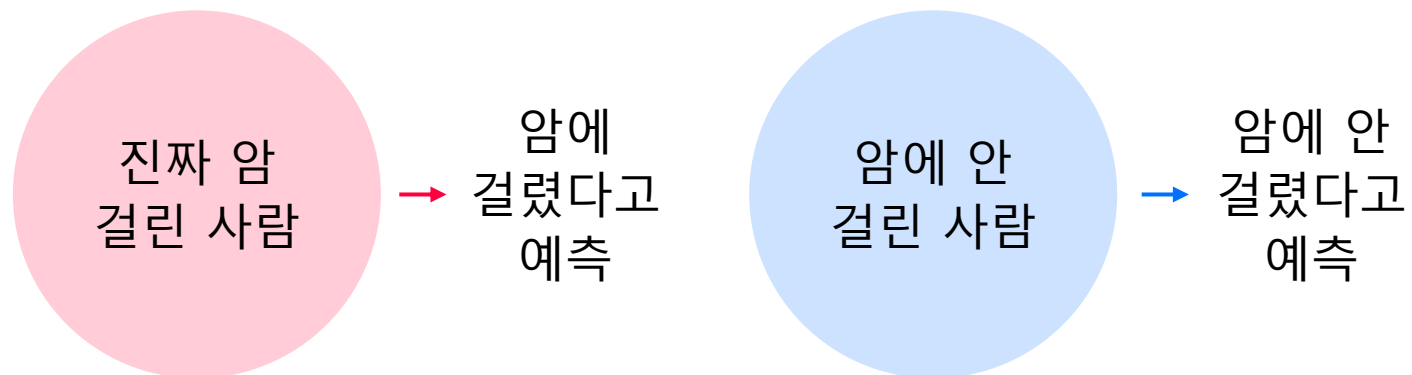 진짜 암
걸린 사람
암에
걸렸다고
예측
암에 안
걸린 사람
암에 안
걸렸다고
예측